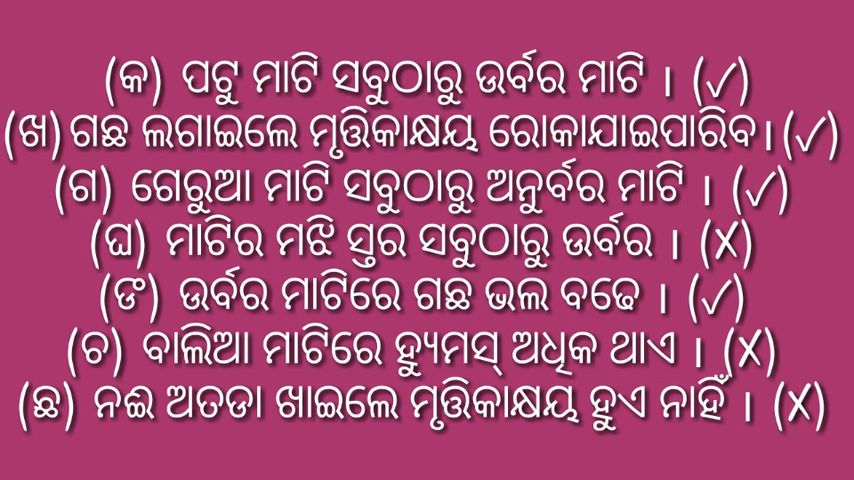 (କ) ପଟୁ ମାଟି ସବୁଠାରୁ ଉର୍ବର ମାଟି । (✓)
(ଖ) ଗଛ ଲଗାଇଲେ ମୃତ୍ତିକାକ୍ଷୟ ରୋକାଯାଇପାରିବ। (✓)
(ଗ) ଗେରୁଆ ମାଟି ସବୁଠାରୁ ଅନୁର୍ବର ମାଟି । (✓)
(ଘ) ମାଟିର ମଝି ସ୍ତର ସବୁଠାରୁ ଉର୍ବର । (X)
(ଙ) ଉର୍ବର ମାଟିରେ ଗଛ ଭଲ ବଢେ । (✓)
(ଚ) ବାଲିଆ ମାଟିରେ ହ୍ୟୁମସ୍ ଅଧିକ ଥାଏ । (X)
(ଛ) ନଈ ଅତଡା ଖାଇଲେ ମୃତ୍ତିକାକ୍ଷୟ ହୁଏ ନାହିଁ । (X)